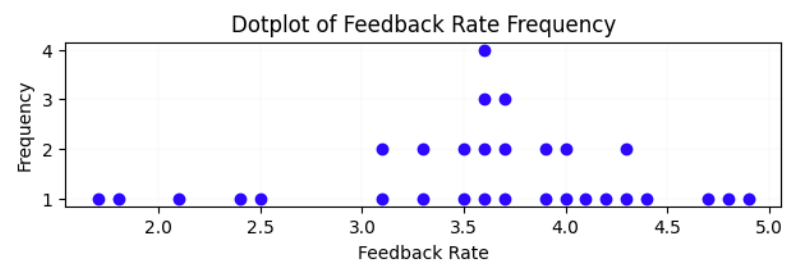 Dotplot of Feedback Rate Frequency
Frequency
4
3
2
1
2.0 2.5 3.0 3.5 4.0 4.5 5.0
Feedback Rate